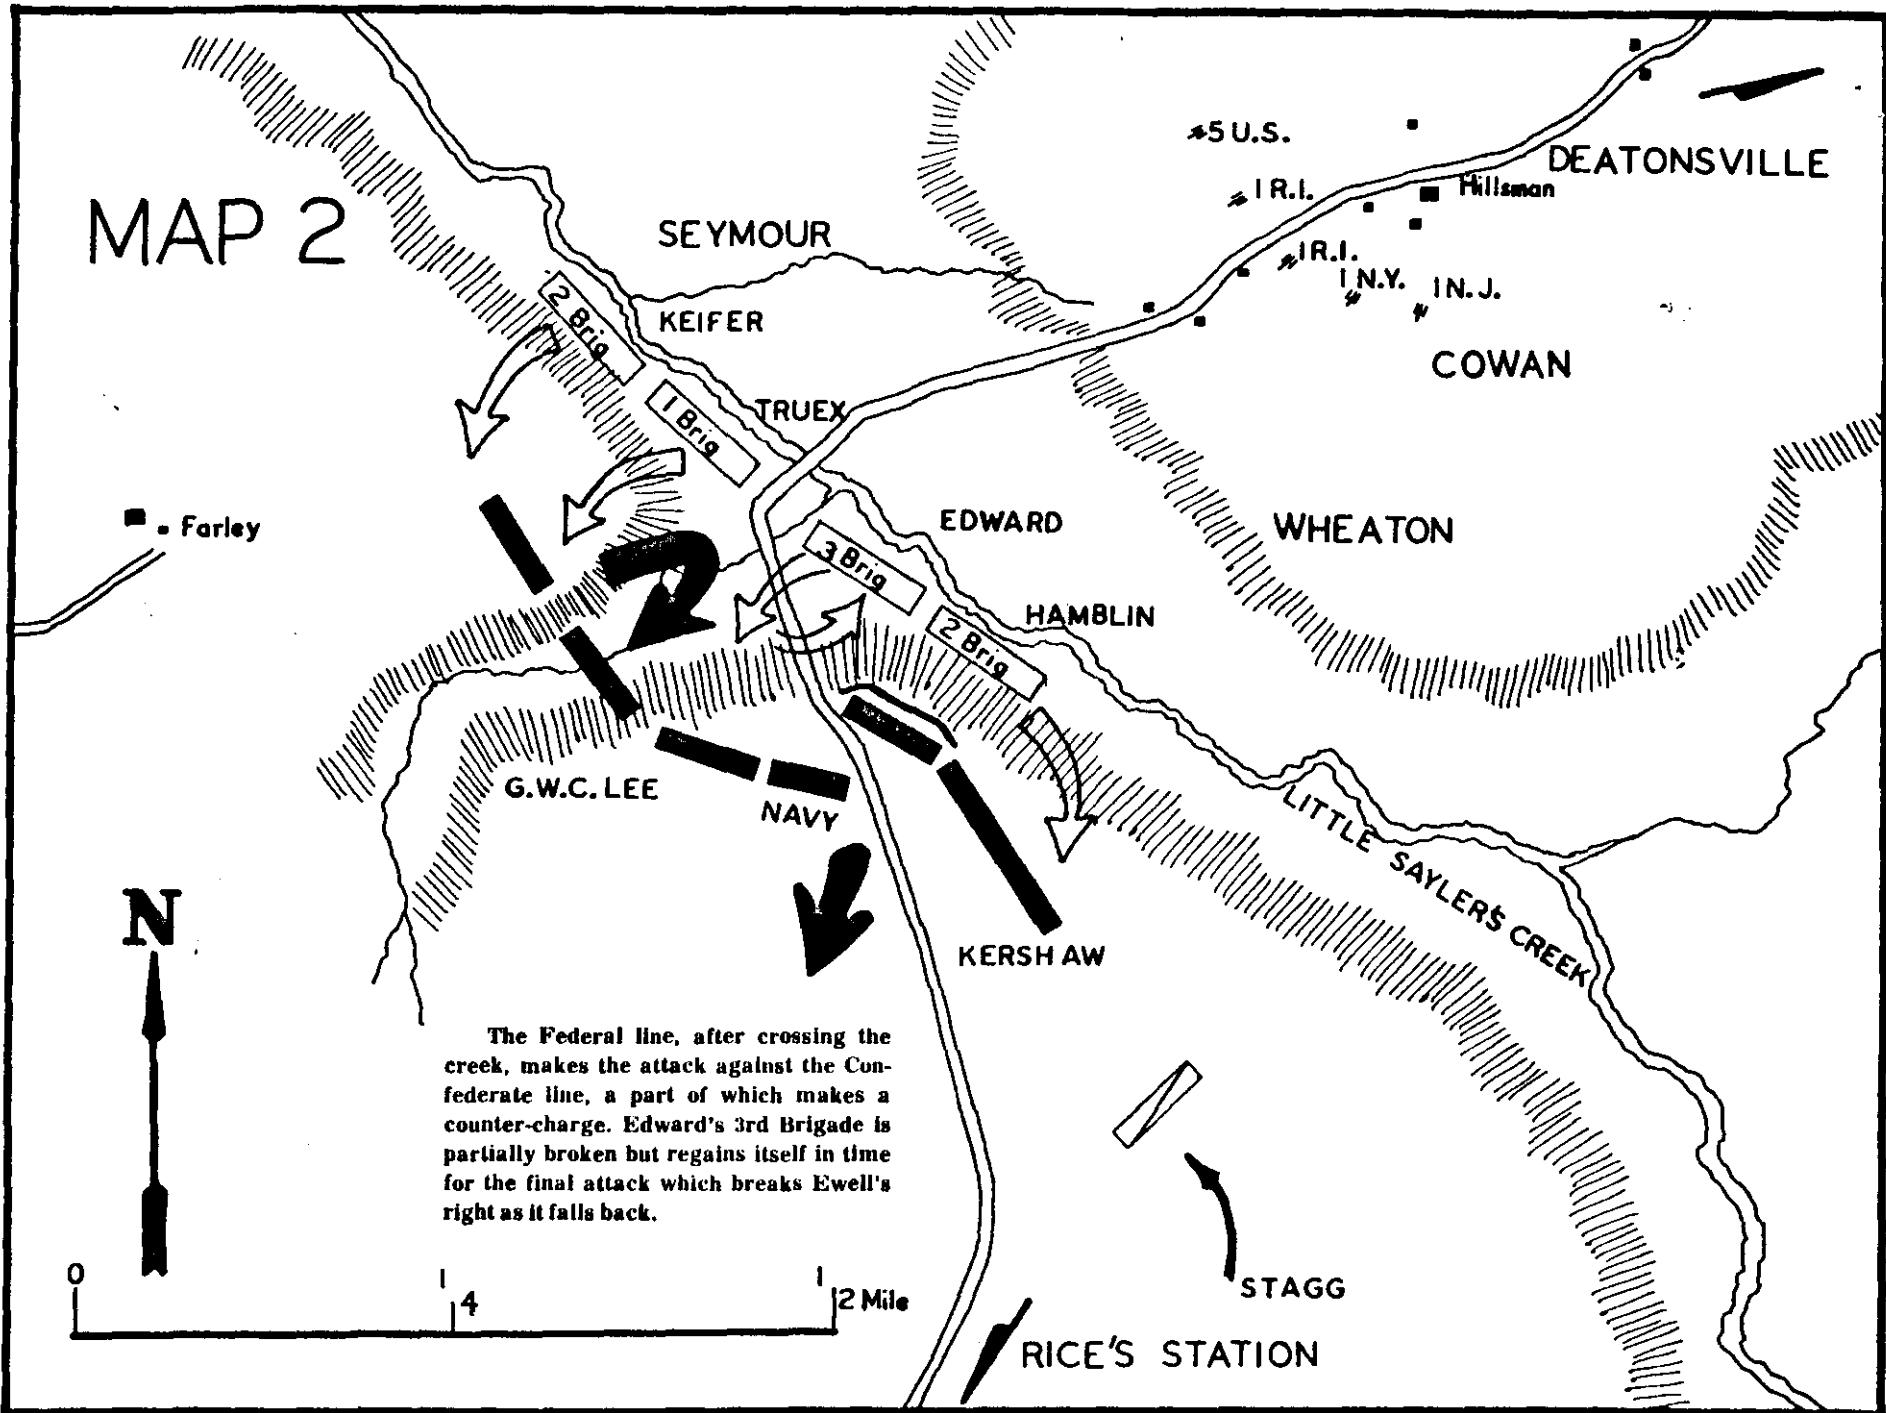 MAP 2
5 U.S.
DEATONSVILLE
1 R.I.
Hillsman
SEYMOUR
1 R.I.
1 N.Y.
1 N.J.
2 Brig
KEIFER
COWAN
1 Brig
TRUEX
Farley
EDWARD
WHEATON
3 Brig
HAMBLIN
2 Brig
G.W.C. LEE
NAVY
LITTLE SAYLER'S CREEK
KERSHAW
N
The Federal line, after crossing the
creek, makes the attack against the Con-
federate line, a part of which makes a
counter-charge. Edward's 3rd Brigade is
partially broken but regains itself in time
for the final attack which breaks Ewell's
right as it falls back.
0 1/4 1/2 Mile
STAGG
RICE'S STATION